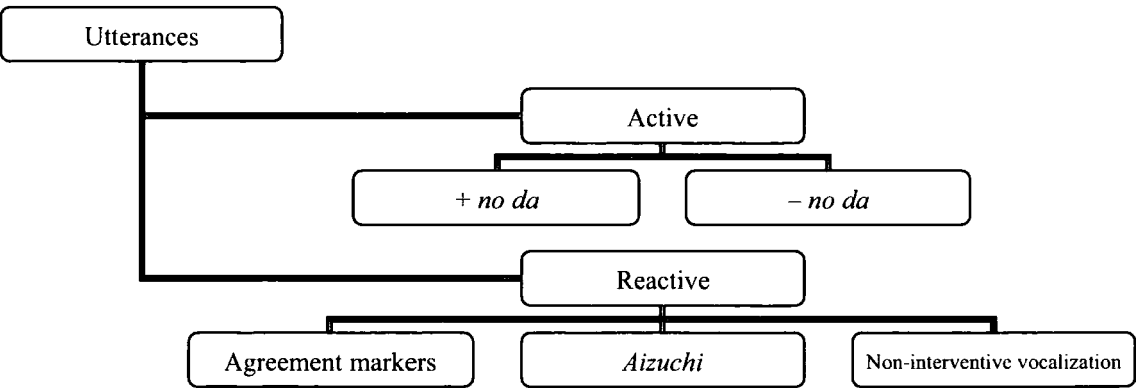 Utterances
Active
+ no da
– no da
Reactive
Agreement markers
Aizuchi
Non-interventive vocalization